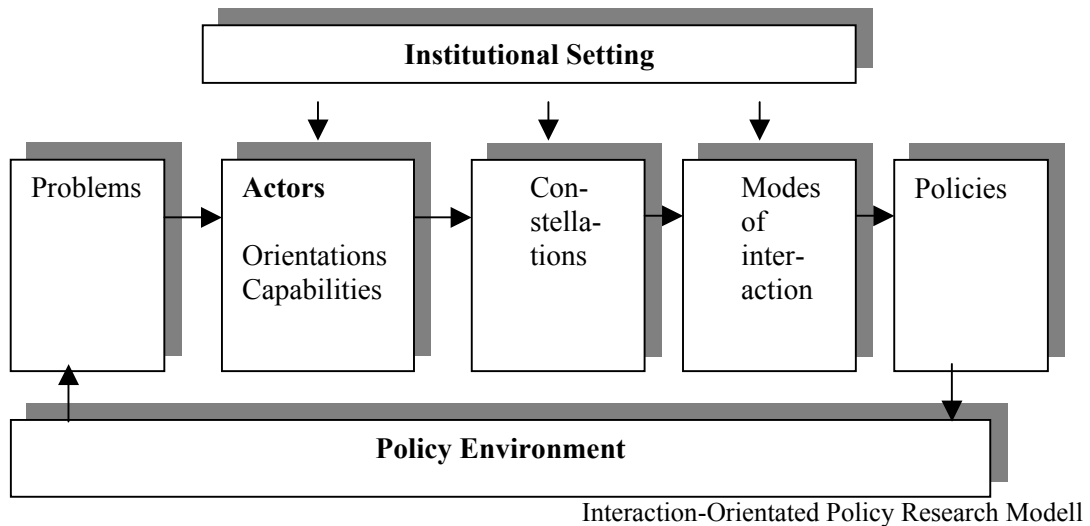 Institutional Setting
Problems
Actors
Orientations
Capabilities
Con-
stella-
tions
Modes
of
inter-
action
Policies
Policy Environment
Interaction-Orientated Policy Research Modell